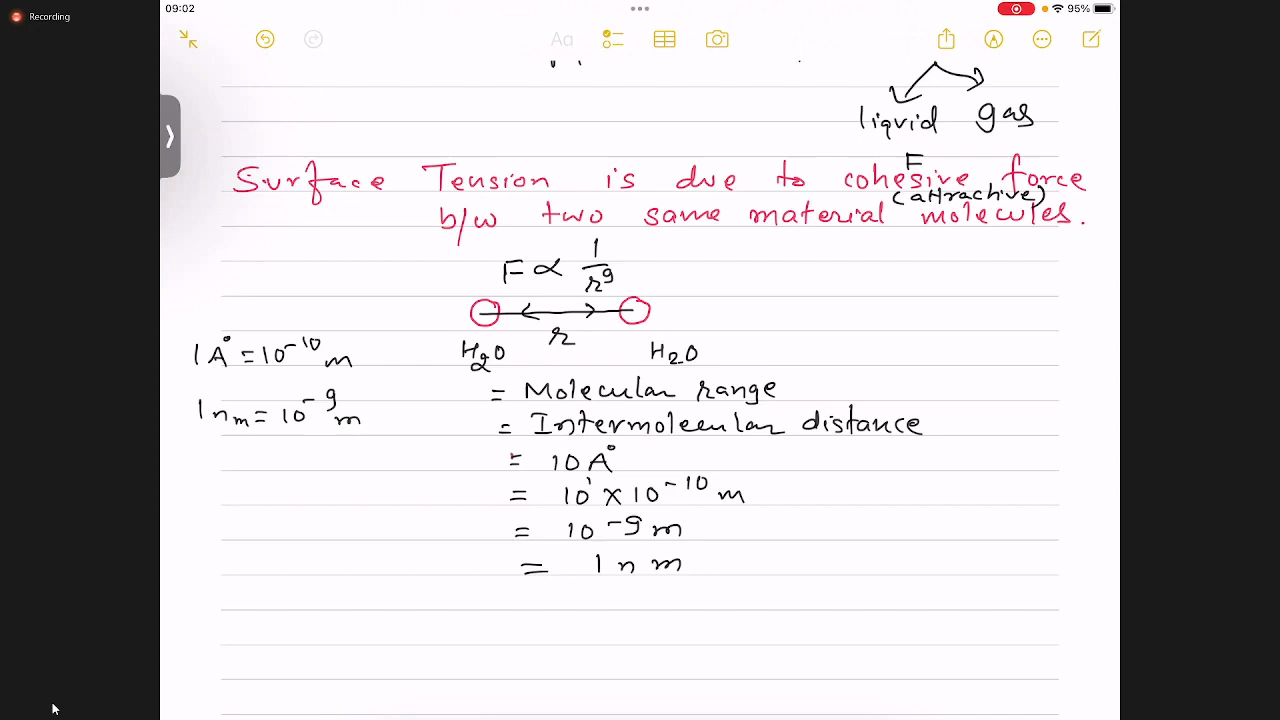 Recording
09:02
95%
Aa
liquid gas
F
Surface Tension is due to cohesive force
(attrachive)
b/w two same material molecules.
F ∝ 1/r⁹
r
1 A° = 10⁻¹⁰ m
H₂O H₂O
= Molecular range
1 nm = 10⁻⁹ m
= Intermolecular distance
= 10 A°
= 10¹ × 10⁻¹⁰ m
= 10⁻⁹ m
= 1 n m